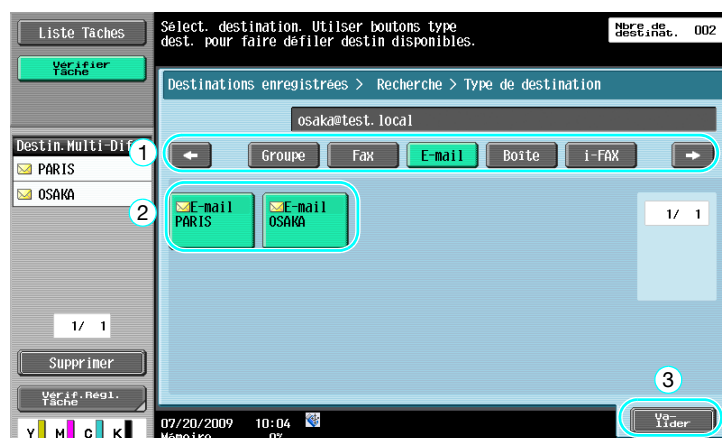 Liste Tâches
Vérifier
Tâche
Destin.Multi-Dif
PARIS
OSAKA
1/ 1
Supprimer
Vérif.Régl.
Tâche
Y M C K
Sélect. destination. Utilser boutons type
dest. pour faire défiler destin disponibles.
Nbre de
destinat. 002
Destinations enregistrées > Recherche > Type de destination
osaka@test.local
1
Groupe Fax E-mail Boîte i-FAX
2
E-mail
PARIS
E-mail
OSAKA
1/ 1
3
Va-
lider
07/20/2009 10:04
Mémoire 0%